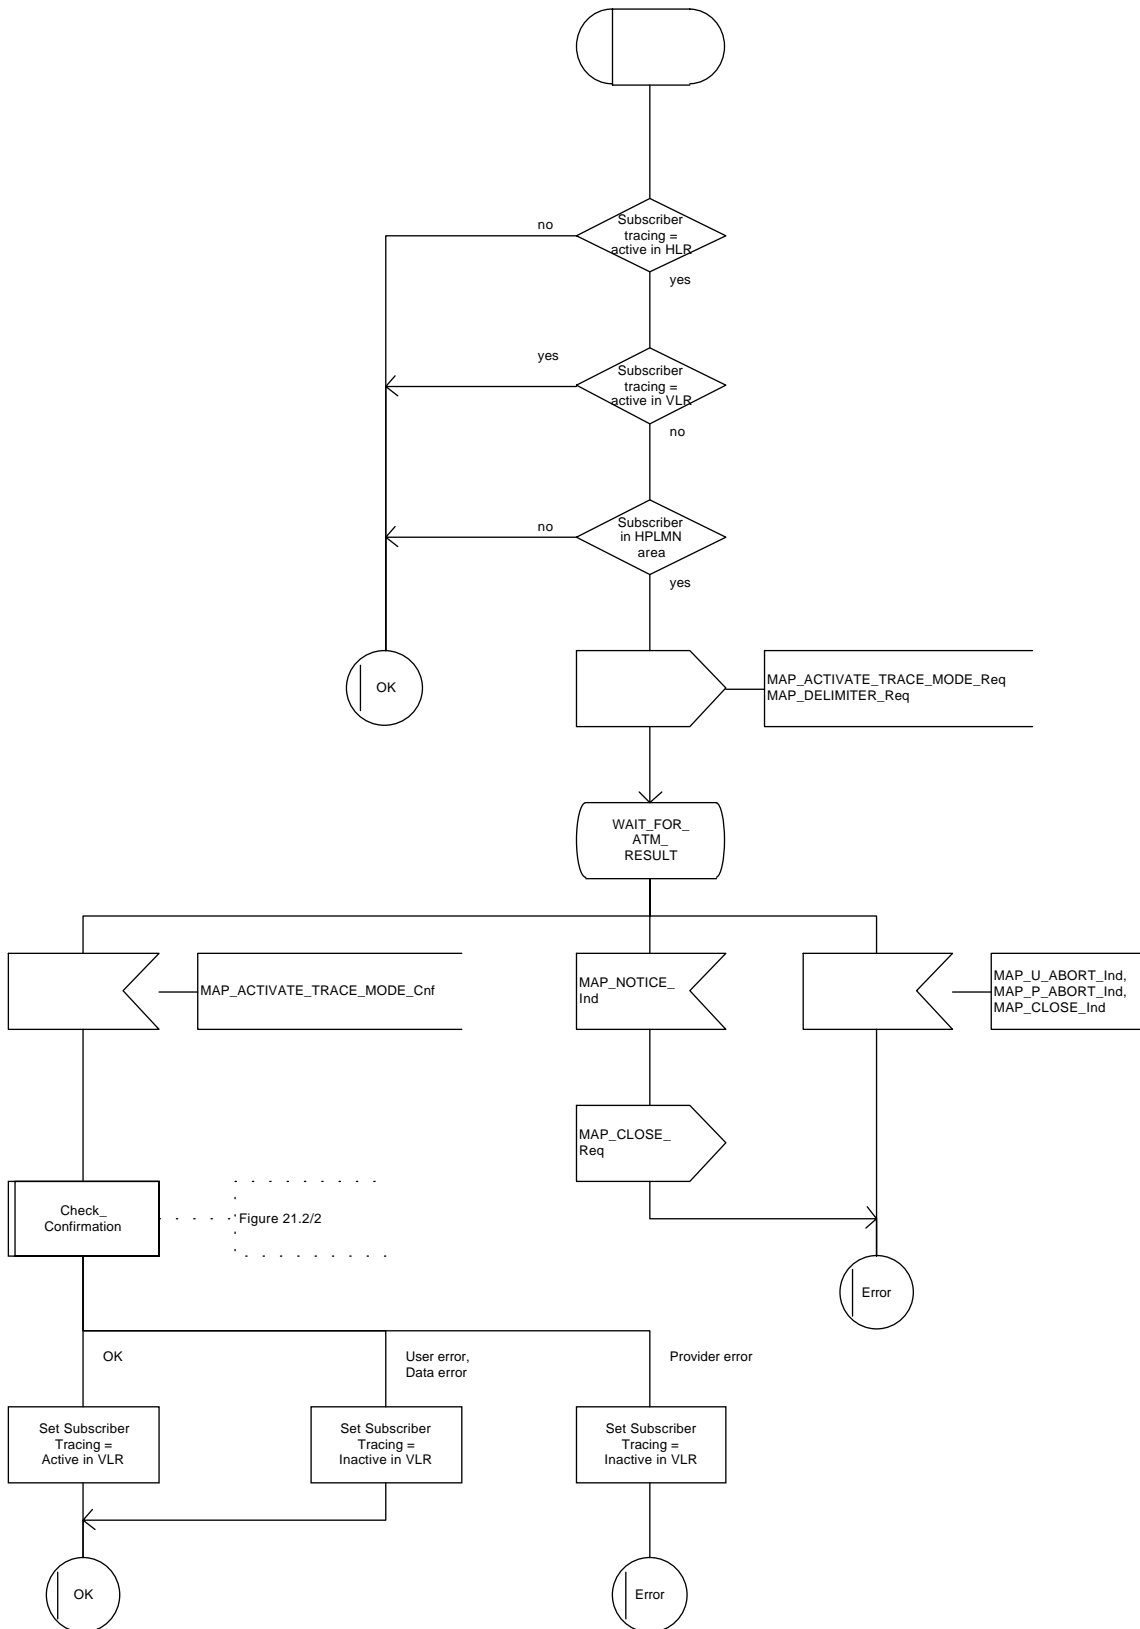 Subscriber
tracing =
active in HLR
no
yes
Subscriber
tracing =
active in VLR
yes
no
Subscriber
in HPLMN
area
no
yes
OK
MAP_ACTIVATE_TRACE_MODE_Req
MAP_DELIMITER_Req
WAIT_FOR_
ATM_
RESULT
MAP_ACTIVATE_TRACE_MODE_Cnf
MAP_NOTICE_
Ind
MAP_U_ABORT_Ind,
MAP_P_ABORT_Ind,
MAP_CLOSE_Ind
MAP_CLOSE_
Req
Check_
Confirmation
Figure 21.2/2
Error
OK
User error,
Data error
Provider error
Set Subscriber
Tracing =
Active in VLR
Set Subscriber
Tracing =
Inactive in VLR
Set Subscriber
Tracing =
Inactive in VLR
OK
Error